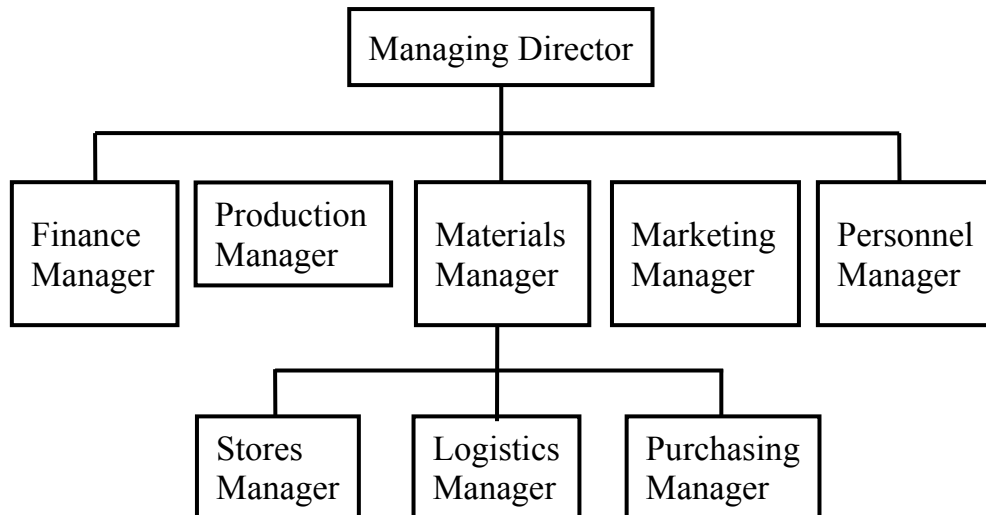 Managing Director
Finance
Manager
Production
Manager
Materials
Manager
Marketing
Manager
Personnel
Manager
Stores
Manager
Logistics
Manager
Purchasing
Manager